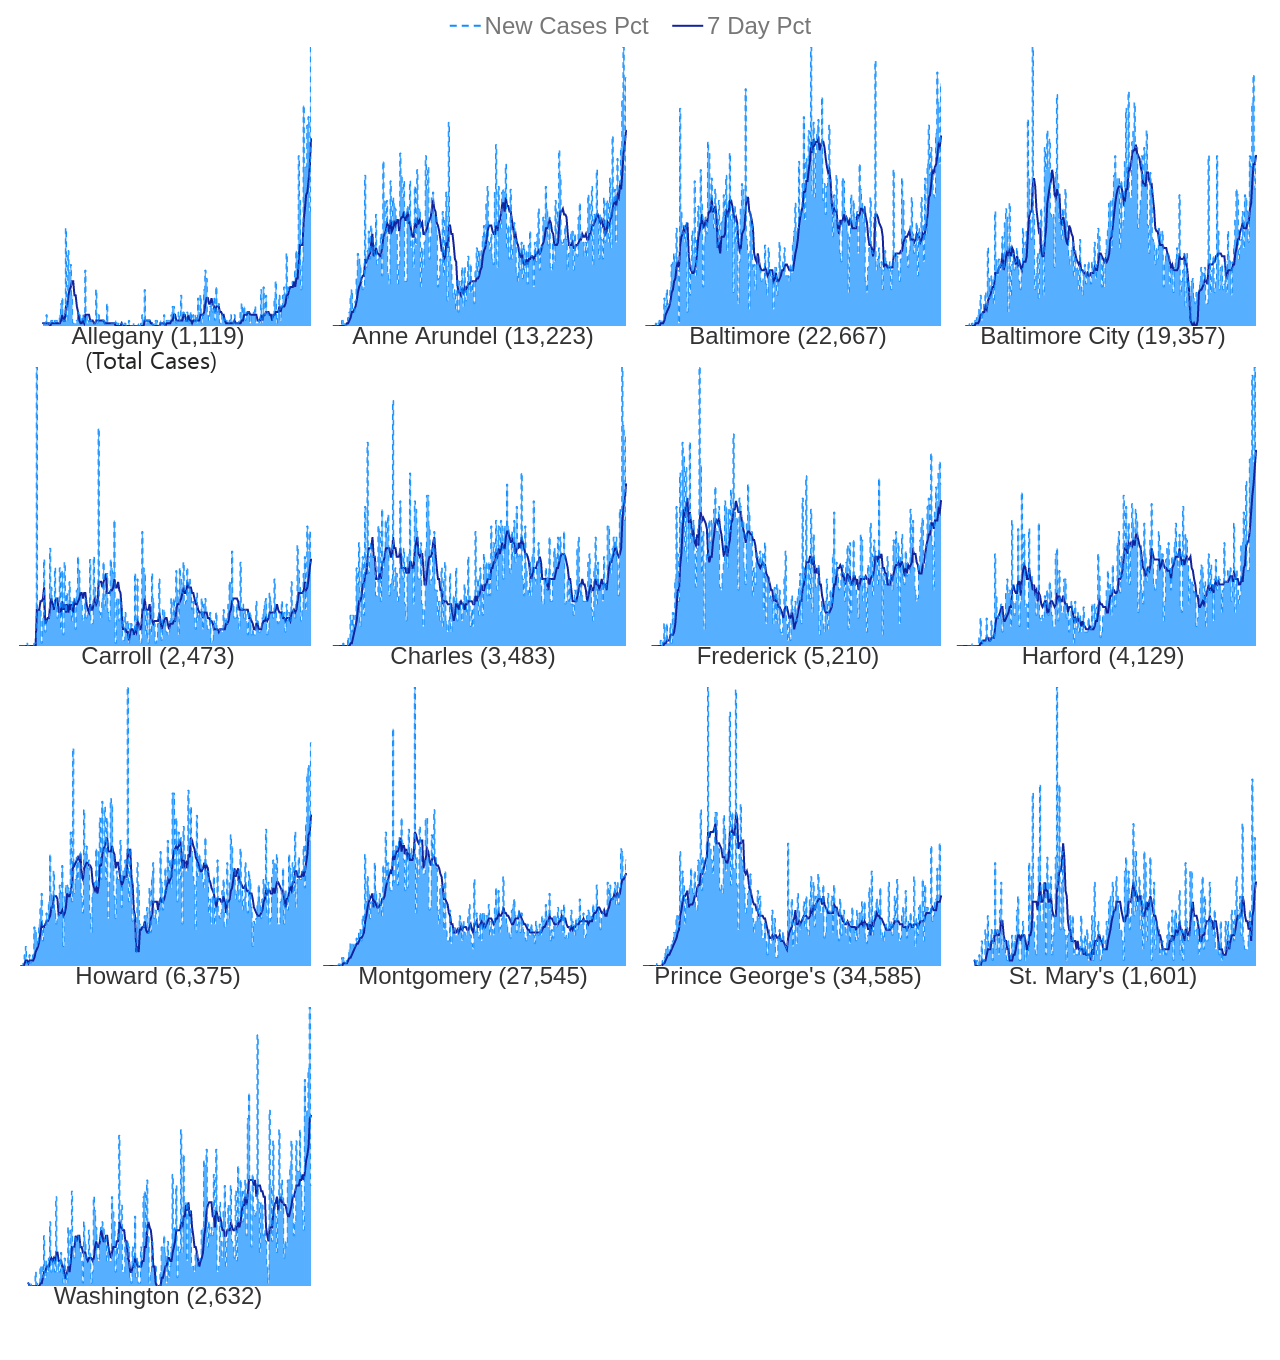 New Cases Pct 7 Day Pct
Allegany (1,119)
(Total Cases)
Anne Arundel (13,223)
Baltimore (22,667)
Baltimore City (19,357)
Carroll (2,473)
Charles (3,483)
Frederick (5,210)
Harford (4,129)
Howard (6,375)
Montgomery (27,545)
Prince George's (34,585)
St. Mary's (1,601)
Washington (2,632)